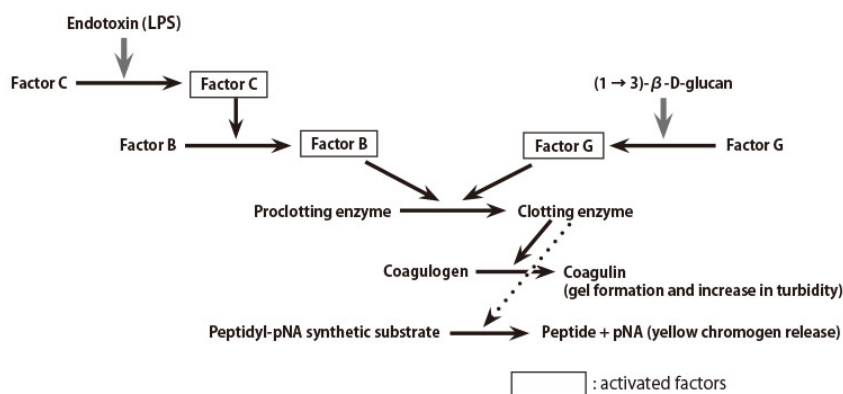 Endotoxin (LPS)
Factor C
Factor C
(1 → 3)-β-D-glucan
Factor B
Factor B
Factor G
Factor G
Proclotting enzyme
Clotting enzyme
Coagulogen
Coagulin
(gel formation and increase in turbidity)
Peptidyl-pNA synthetic substrate
Peptide + pNA (yellow chromogen release)
: activated factors